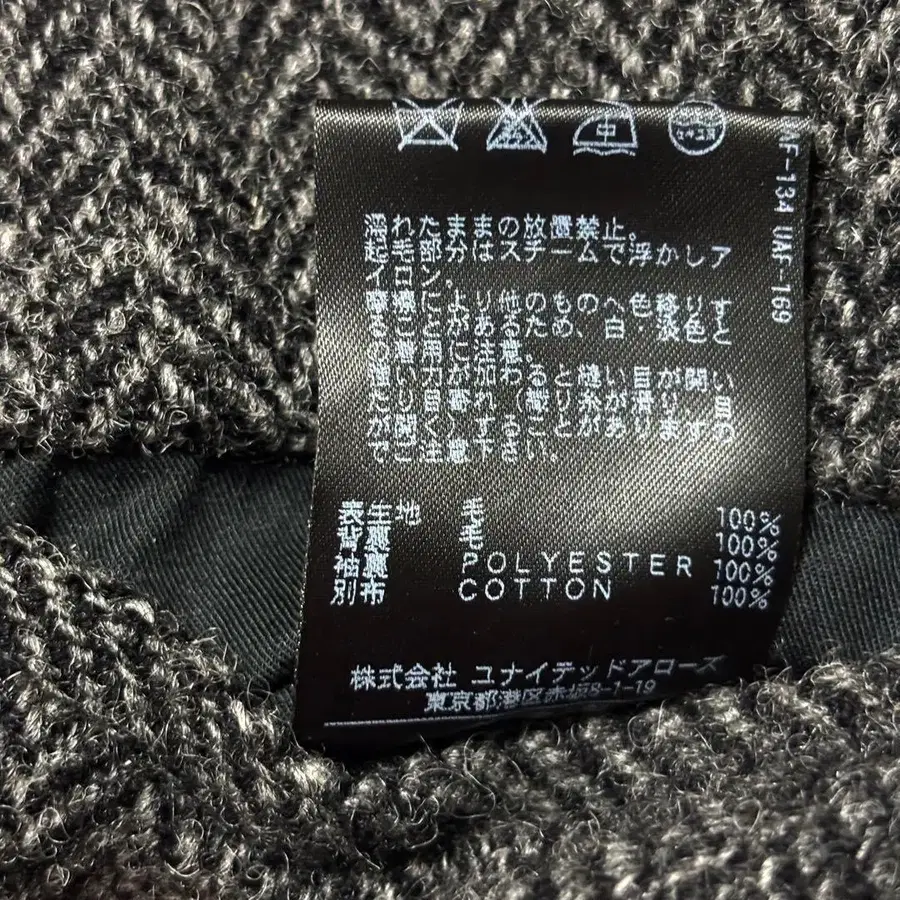 中
セキユ系
MF-134 UAF-169
濡れたままの放置禁止。
起毛部分はスチームで浮かしア
イロン。
摩擦により他のものへ色移りす
ることがあるため、白・淡色と
の着用に注意。
強い力が加わると縫い目が開い
たり目寄れ（織り糸が滑り、目
が開く）することがありますの
でご注意下さい。
表生地 毛 100%
背裏 毛 100%
袖裏 POLYESTER 100%
別布 COTTON 100%
株式会社 ユナイテッドアローズ
東京都港区赤坂8-1-19